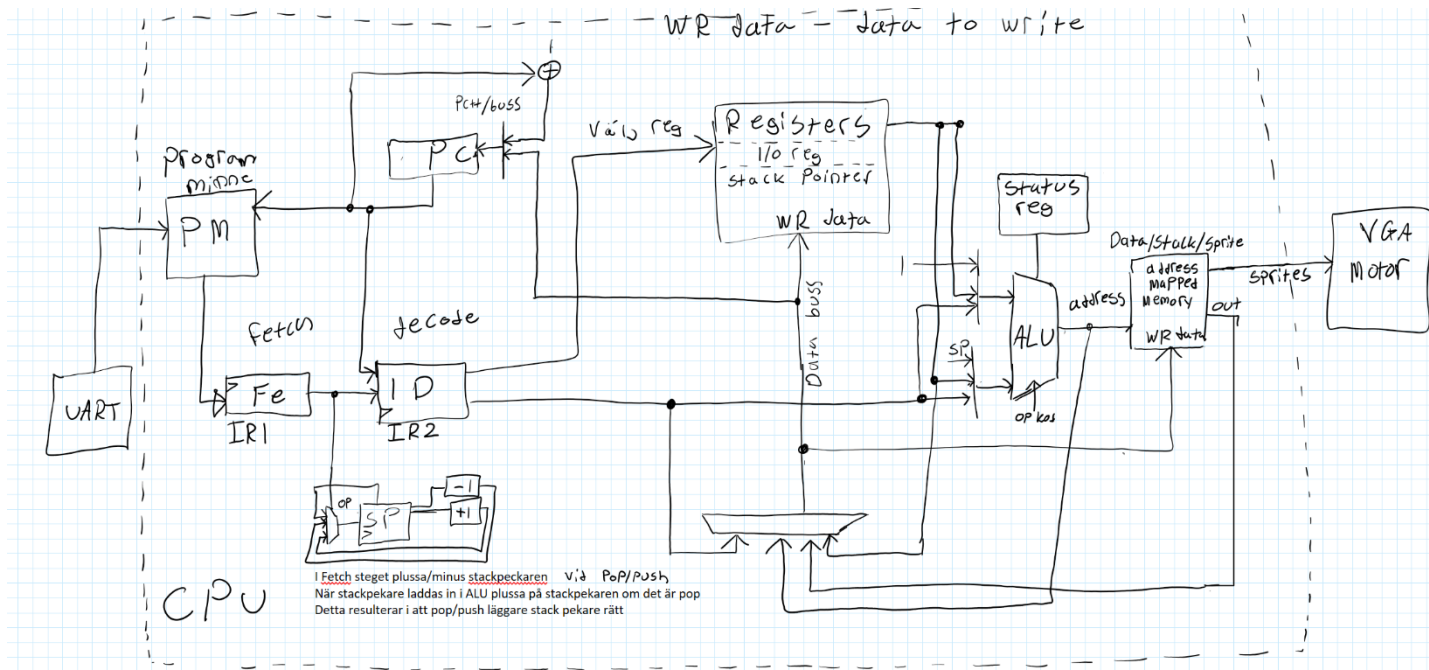 WR data - data to write
+
PC++/buss
Välj reg
Registers
I/O reg
Stack Pointer
WR data
PC
Program
minne
PM
Status
reg
Data/Stack/Sprite
address
Mapped
Memory
WR data
sprites
VGA
Motor
out
address
1
Data buss
ALU
SP
OP kod
Fetch
decode
UART
Fe
IR1
ID
IR2
OP
SP
-1
+1
CPU
I Fetch steget plussa/minus stackpeckaren vid PoP/Push
När stackpekare laddas in i ALU plussa på stackpekaren om det är pop
Detta resulterar i att pop/push läggare stack pekare rätt